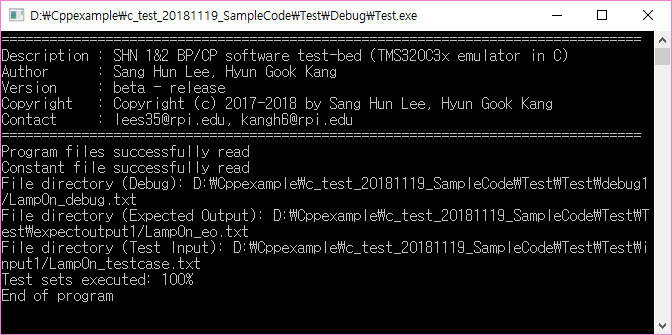 D:₩Cppexample₩c_test_20181119_SampleCode₩Test₩Debug₩Test.exe
================================================================================
Description : SHN 1&2 BP/CP software test-bed (TMS320C3x emulator in C)
Author      : Sang Hun Lee, Hyun Gook Kang
Version     : beta - release
Copyright   : Copyright (c) 2017-2018 by Sang Hun Lee, Hyun Gook Kang
Contact     : lees35@rpi.edu, kangh6@rpi.edu
================================================================================
Program files successfully read
Constant file successfully read
File directory (Debug): D:₩Cppexample₩c_test_20181119_SampleCode₩Test₩Test₩debug1
/LampOn_debug.txt
File directory (Expected Output): D:₩Cppexample₩c_test_20181119_SampleCode₩Test₩T
est₩expectoutput1/LampOn_eo.txt
File directory (Test Input): D:₩Cppexample₩c_test_20181119_SampleCode₩Test₩Test₩i
nput1/LampOn_testcase.txt
Test sets executed: 100%
End of program